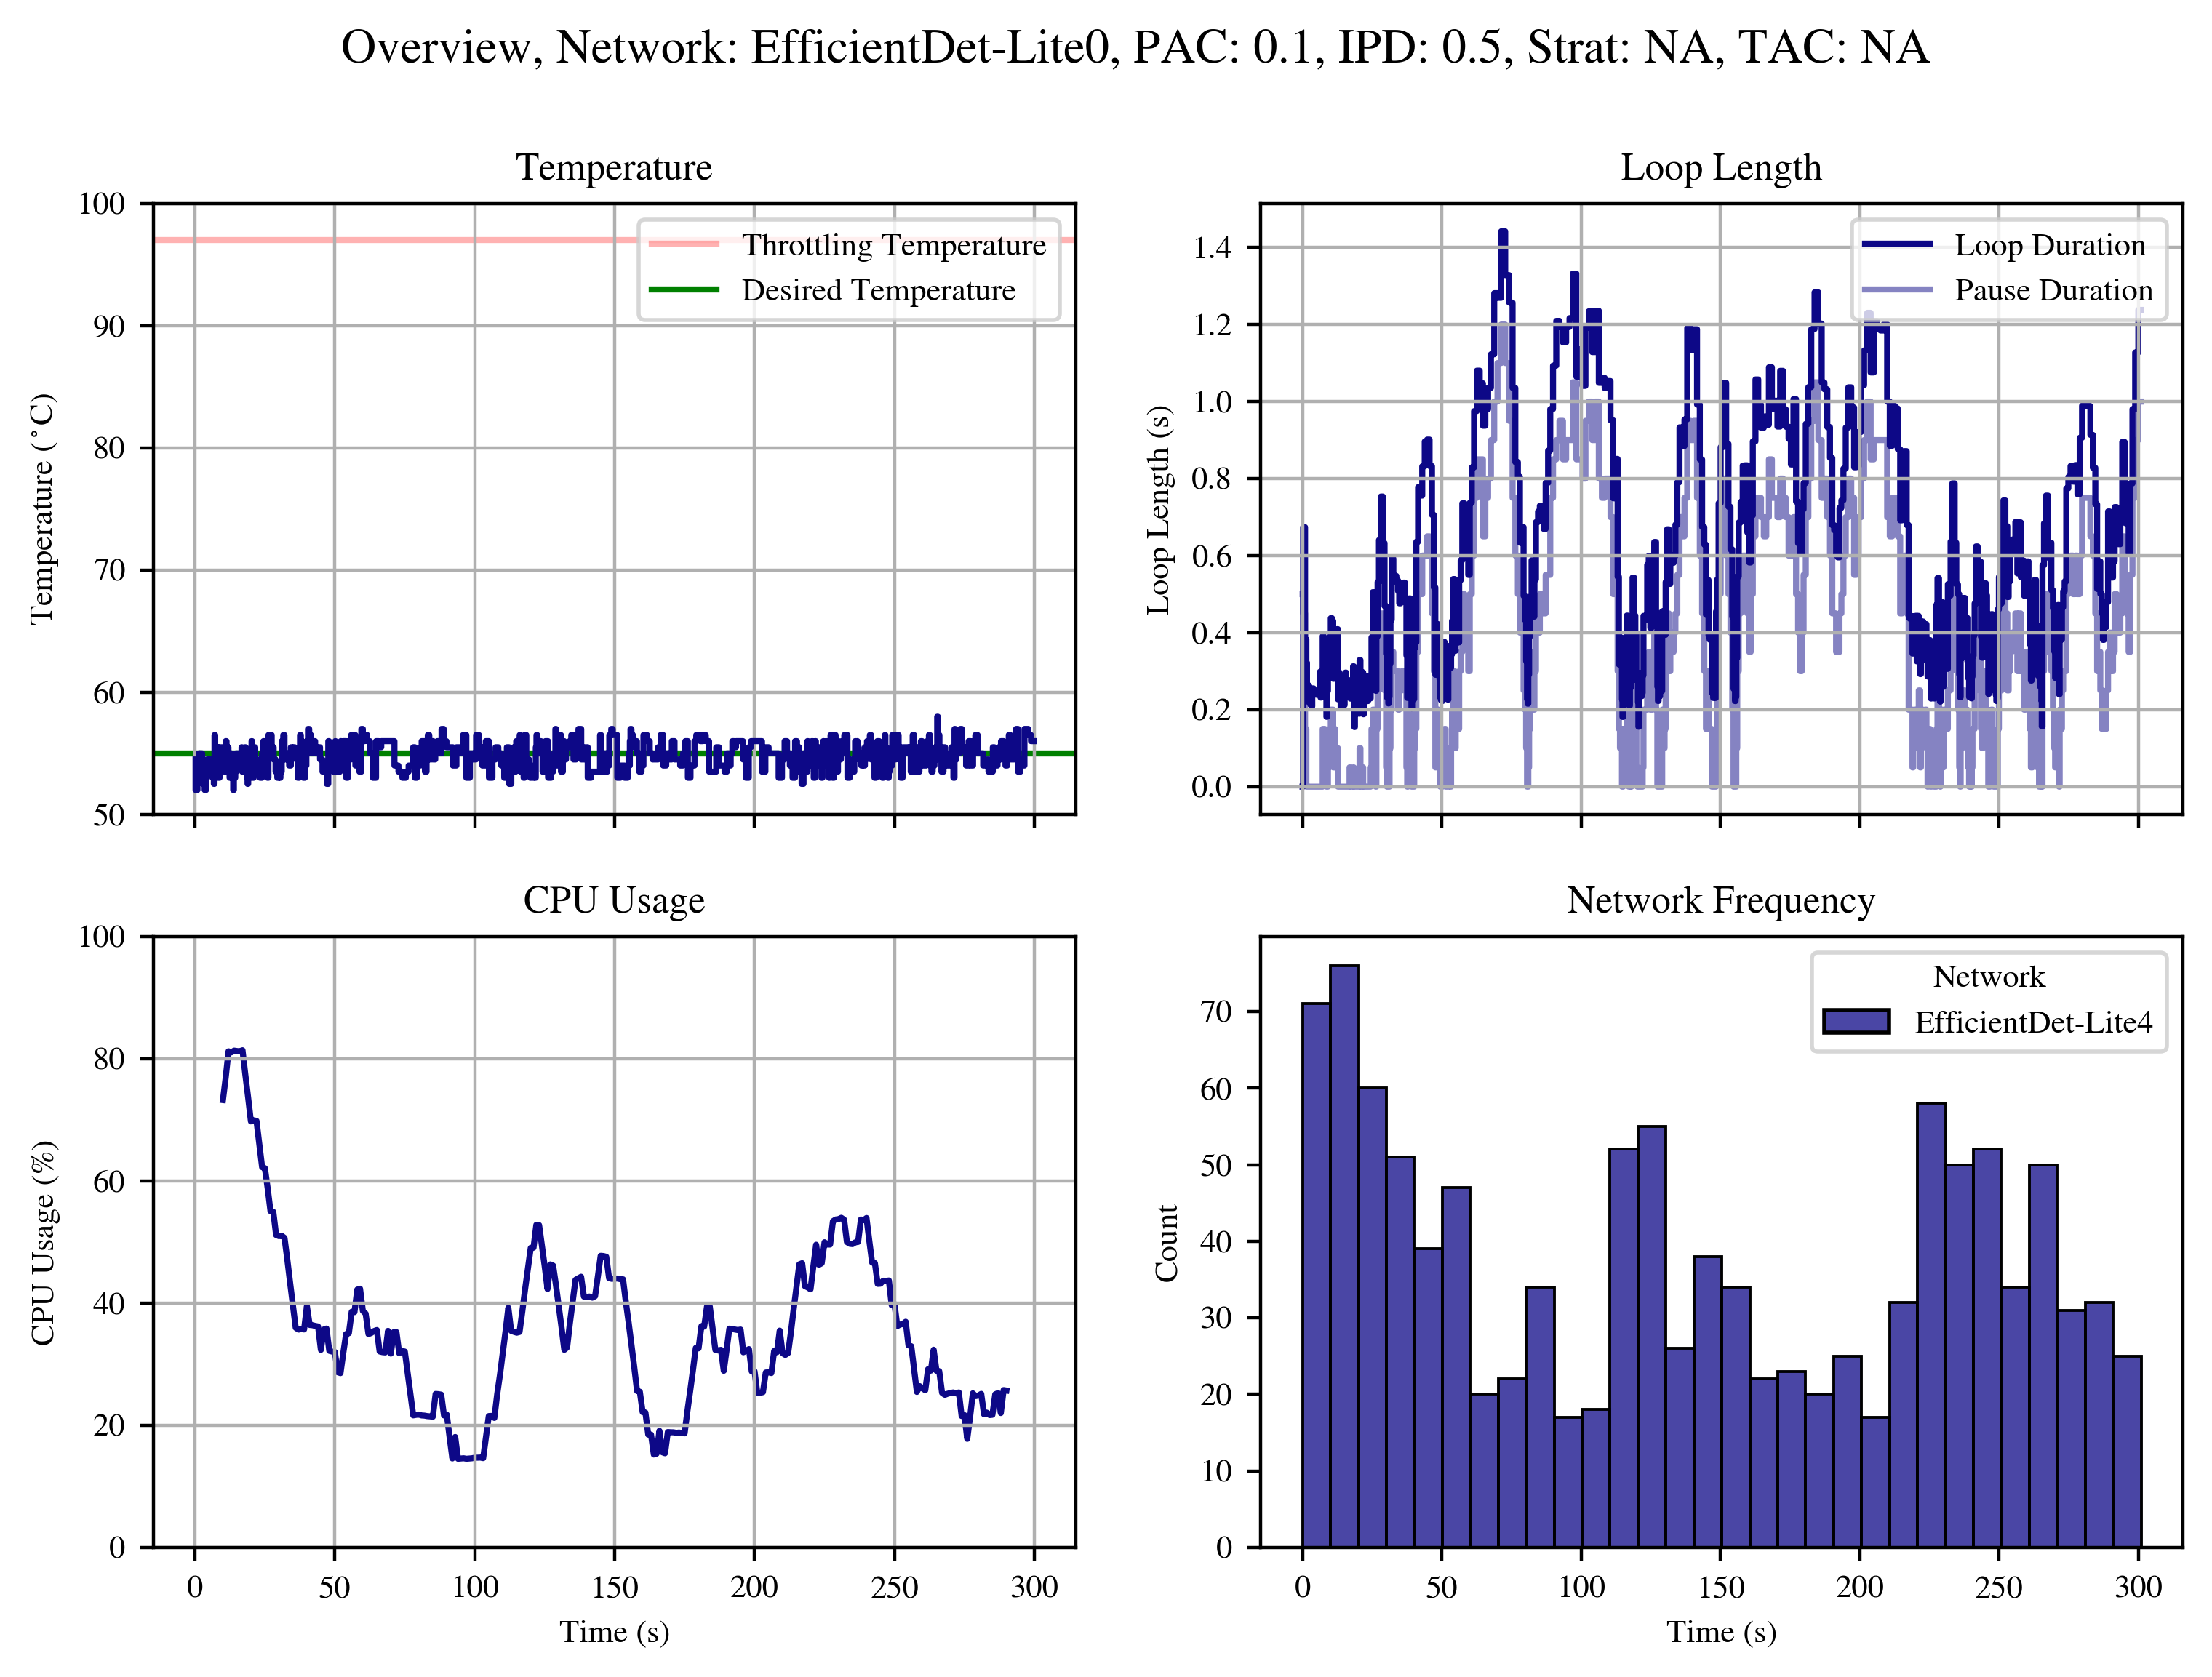 Overview, Network: EfficientDet-Lite0, PAC: 0.1, IPD: 0.5, Strat: NA, TAC: NA
Temperature
100
90
80
70
60
50
Temperature (°C)
Throttling Temperature
Desired Temperature
Loop Length
1.4
1.2
1.0
0.8
0.6
0.4
0.2
0.0
Loop Length (s)
Loop Duration
Pause Duration
CPU Usage
100
80
60
40
20
0
CPU Usage (%)
0 50 100 150 200 250 300
Time (s)
Network Frequency
70
60
50
40
30
20
10
0
Count
Network
EfficientDet-Lite4
0 50 100 150 200 250 300
Time (s)